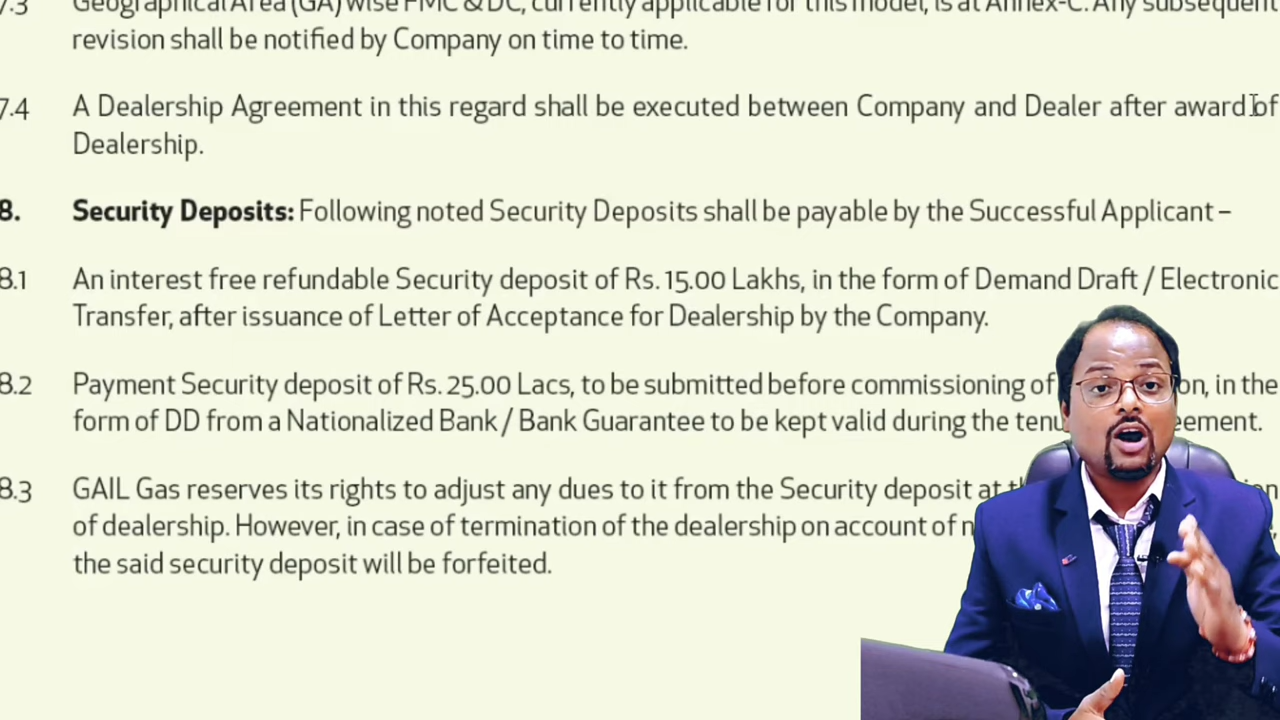 7.3 Geographical Area (GA) wise FMC & DC, currently applicable for this model, is at Annex-C. Any subsequent
revision shall be notified by Company on time to time.
7.4 A Dealership Agreement in this regard shall be executed between Company and Dealer after award of
Dealership.
8. Security Deposits: Following noted Security Deposits shall be payable by the Successful Applicant –
8.1 An interest free refundable Security deposit of Rs. 15.00 Lakhs, in the form of Demand Draft / Electronic
Transfer, after issuance of Letter of Acceptance for Dealership by the Company.
8.2 Payment Security deposit of Rs. 25.00 Lacs, to be submitted before commissioning of in the
form of DD from a Nationalized Bank / Bank Guarantee to be kept valid during the
8.3 GAIL Gas reserves its rights to adjust any dues to it from the Security deposit at
of dealership. However, in case of termination of the dealership on account of
the said security deposit will be forfeited.